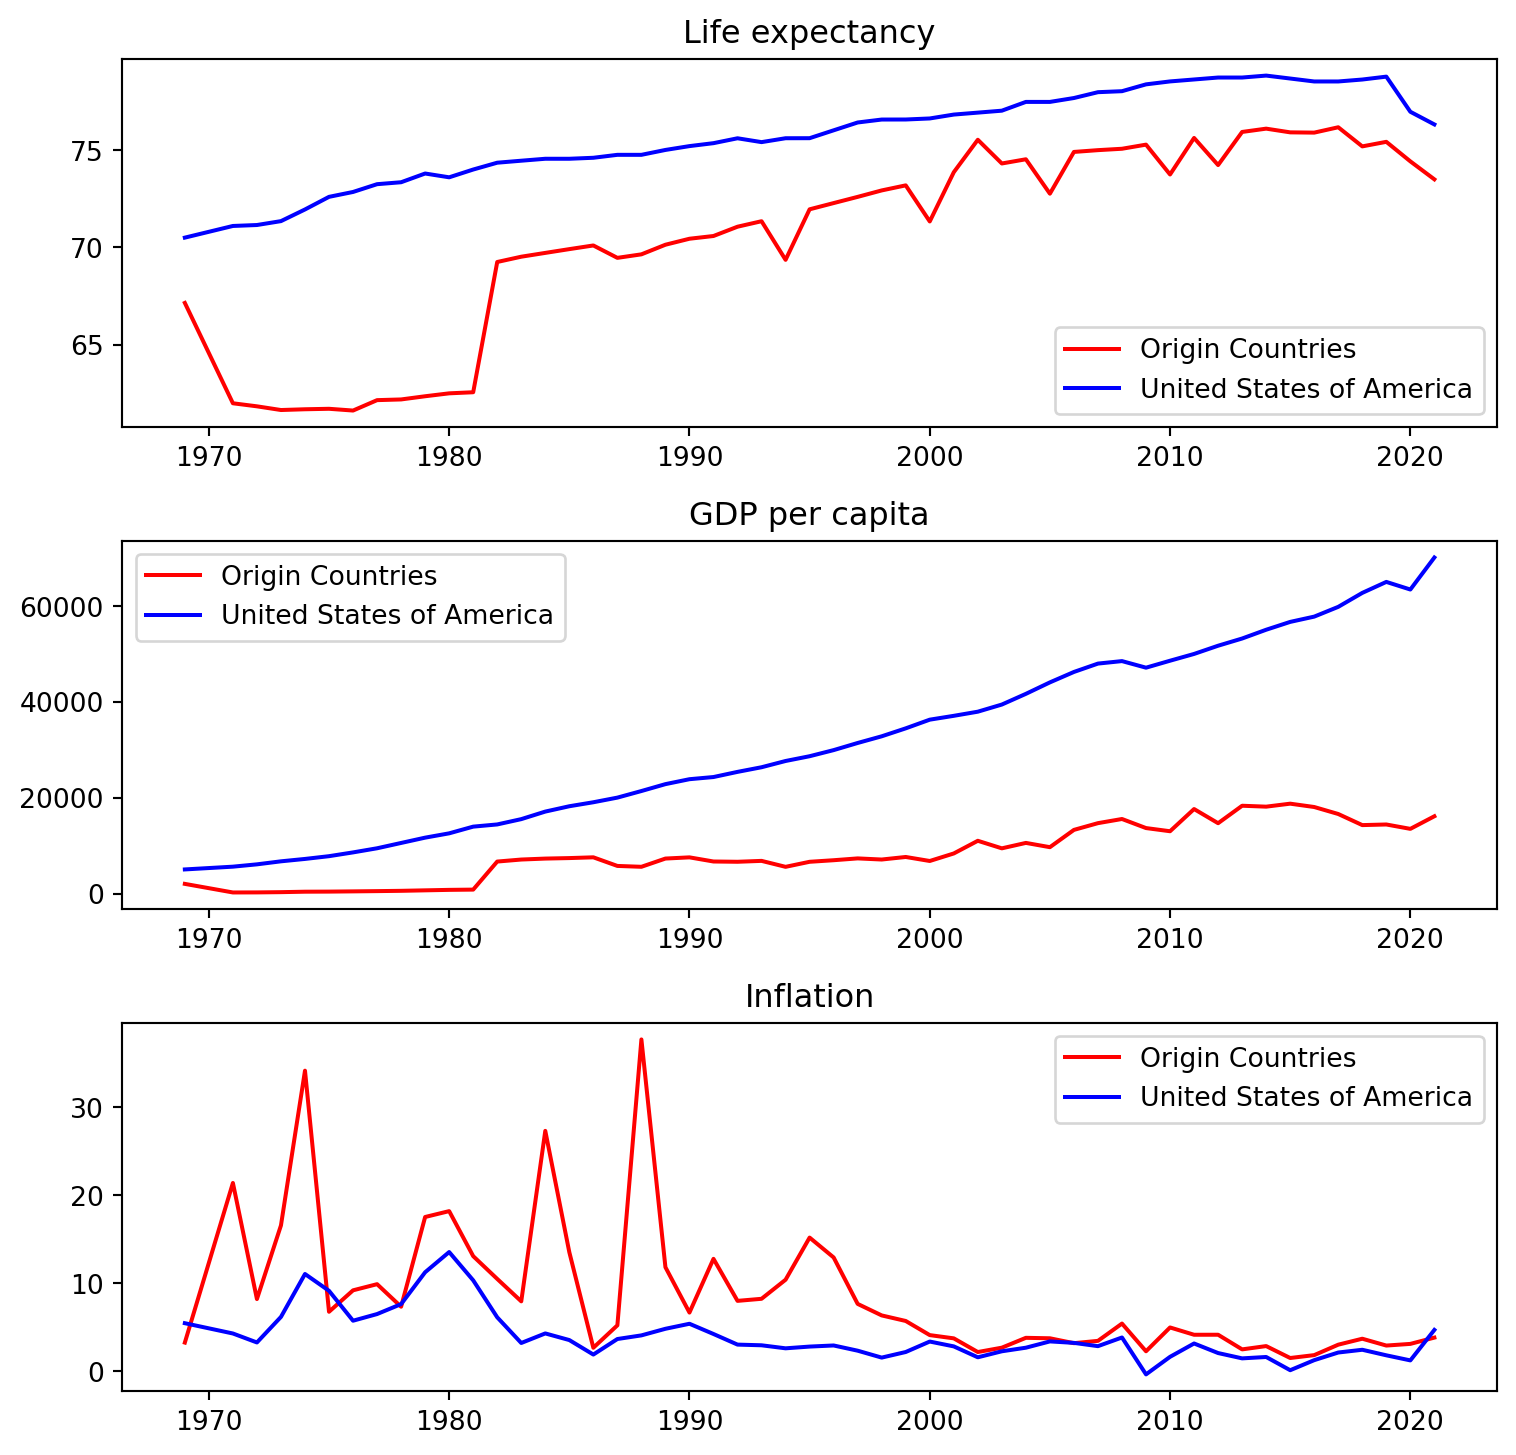 Life expectancy
75
70
65
Origin Countries
United States of America
1970 1980 1990 2000 2010 2020
GDP per capita
Origin Countries
United States of America
60000
40000
20000
0
1970 1980 1990 2000 2010 2020
Inflation
Origin Countries
United States of America
30
20
10
0
1970 1980 1990 2000 2010 2020